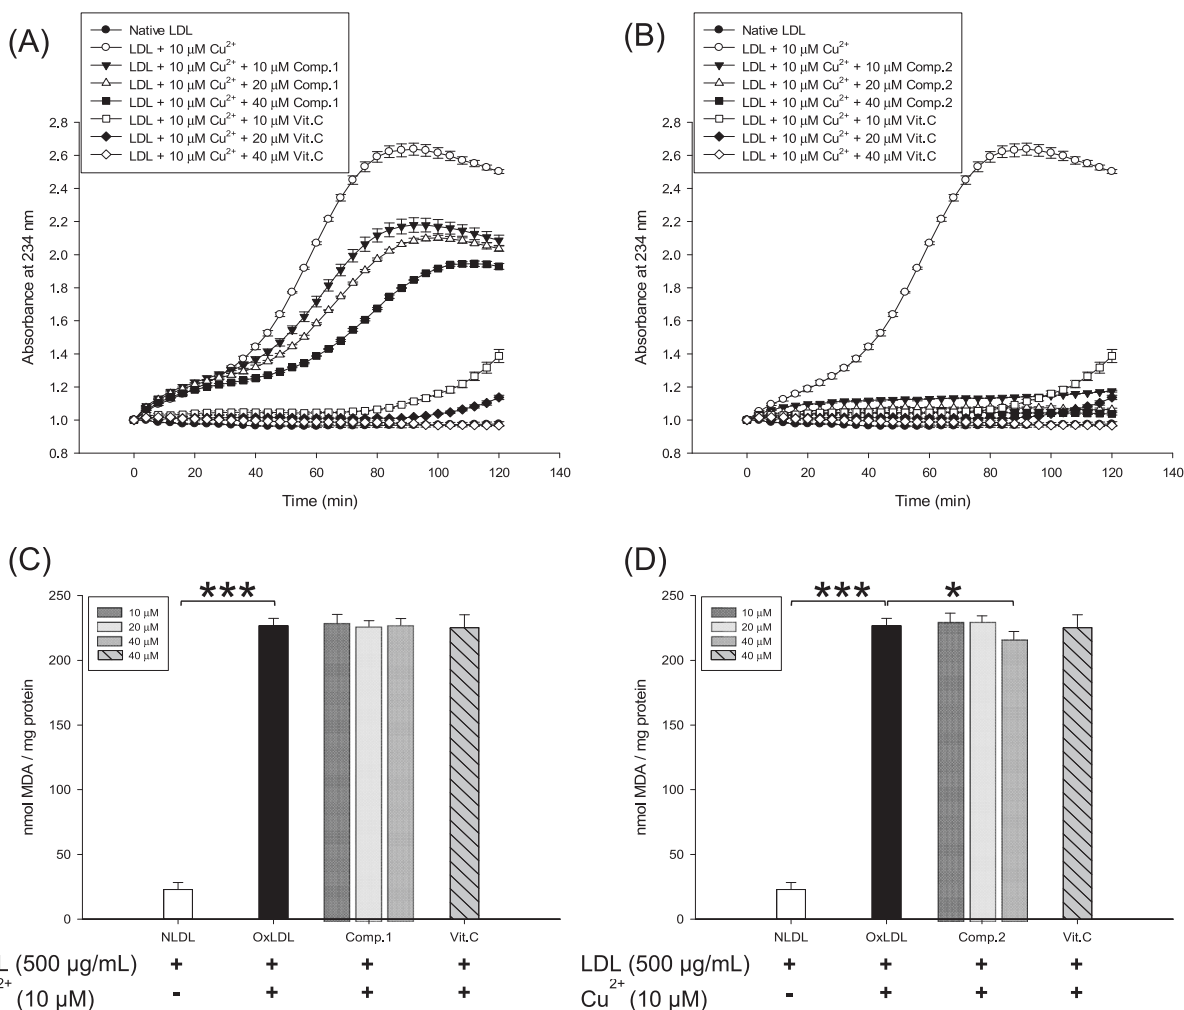 (A)
Native LDL
LDL + 10 µM Cu2+
LDL + 10 µM Cu2+ + 10 µM Comp.1
LDL + 10 µM Cu2+ + 20 µM Comp.1
LDL + 10 µM Cu2+ + 40 µM Comp.1
LDL + 10 µM Cu2+ + 10 µM Vit.C
LDL + 10 µM Cu2+ + 20 µM Vit.C
LDL + 10 µM Cu2+ + 40 µM Vit.C
2.8
2.6
2.4
2.2
2.0
1.8
1.6
1.4
1.2
1.0
0.8
Absorbance at 234 nm
0 20 40 60 80 100 120 140
Time (min)
(B)
Native LDL
LDL + 10 µM Cu2+
LDL + 10 µM Cu2+ + 10 µM Comp.2
LDL + 10 µM Cu2+ + 20 µM Comp.2
LDL + 10 µM Cu2+ + 40 µM Comp.2
LDL + 10 µM Cu2+ + 10 µM Vit.C
LDL + 10 µM Cu2+ + 20 µM Vit.C
LDL + 10 µM Cu2+ + 40 µM Vit.C
2.8
2.6
2.4
2.2
2.0
1.8
1.6
1.4
1.2
1.0
0.8
Absorbance at 234 nm
0 20 40 60 80 100 120 140
Time (min)
(C)
***
10 µM
20 µM
40 µM
40 µM
250
200
150
100
50
0
nmol MDA / mg protein
NLDL OxLDL Comp.1 Vit.C
L (500 µg/mL) + + + +
2+ (10 µM) - + + +
(D)
*** *
10 µM
20 µM
40 µM
40 µM
250
200
150
100
50
0
nmol MDA / mg protein
NLDL OxLDL Comp.2 Vit.C
LDL (500 µg/mL) + + + +
Cu2+ (10 µM) - + + +